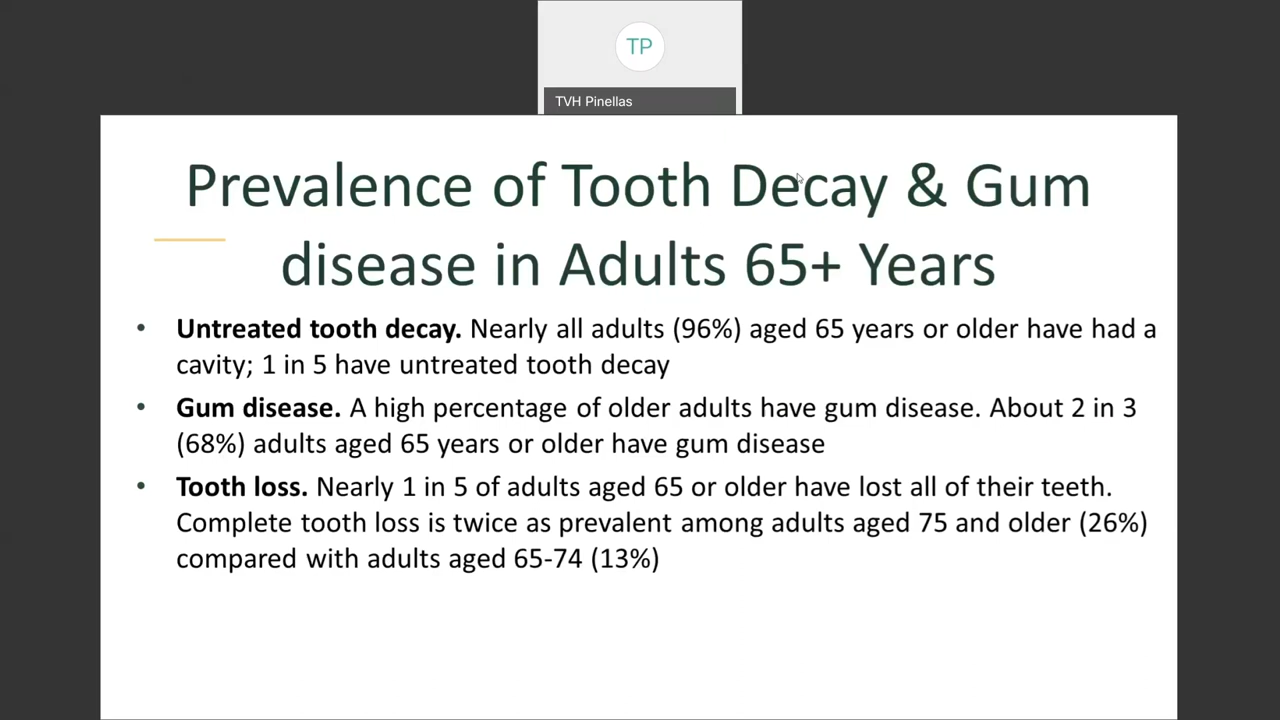 TP
TVH Pinellas
Prevalence of Tooth Decay & Gum
disease in Adults 65+ Years
• Untreated tooth decay. Nearly all adults (96%) aged 65 years or older have had a
cavity; 1 in 5 have untreated tooth decay
• Gum disease. A high percentage of older adults have gum disease. About 2 in 3
(68%) adults aged 65 years or older have gum disease
• Tooth loss. Nearly 1 in 5 of adults aged 65 or older have lost all of their teeth.
Complete tooth loss is twice as prevalent among adults aged 75 and older (26%)
compared with adults aged 65-74 (13%)